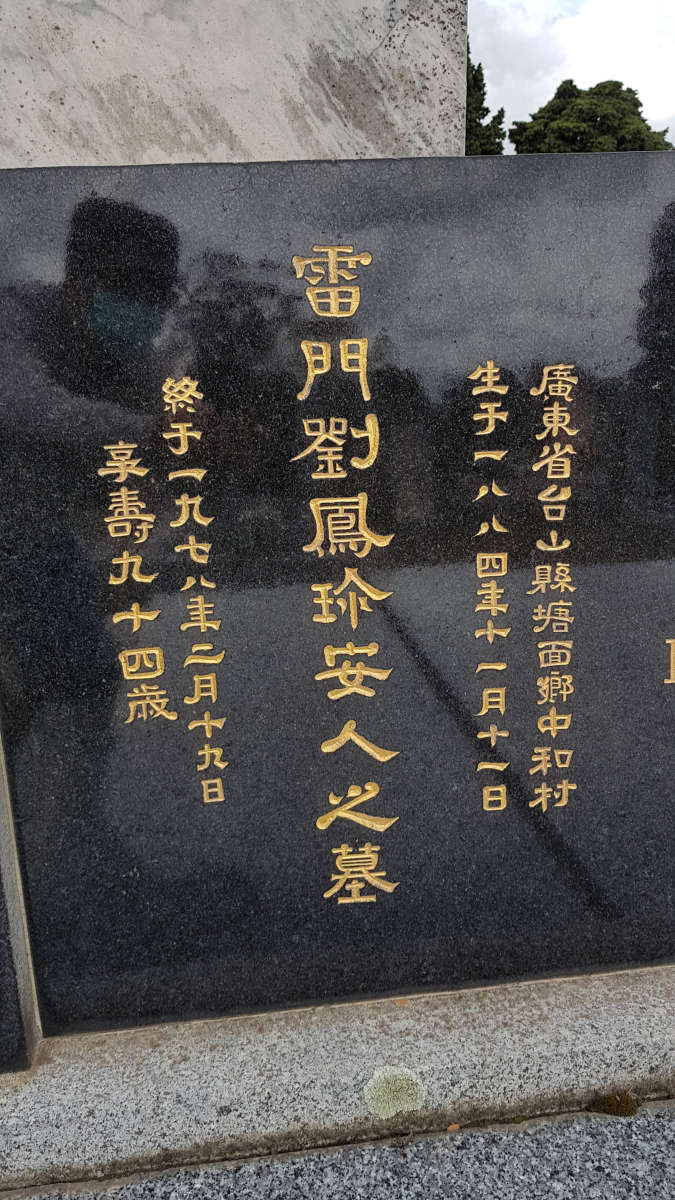 廣東省台山縣塘面鄉中和村
生于一八八四年十一月十一日
雷門劉鳳珍安人之墓
終于一九七八年二月十九日
享壽九十四歲